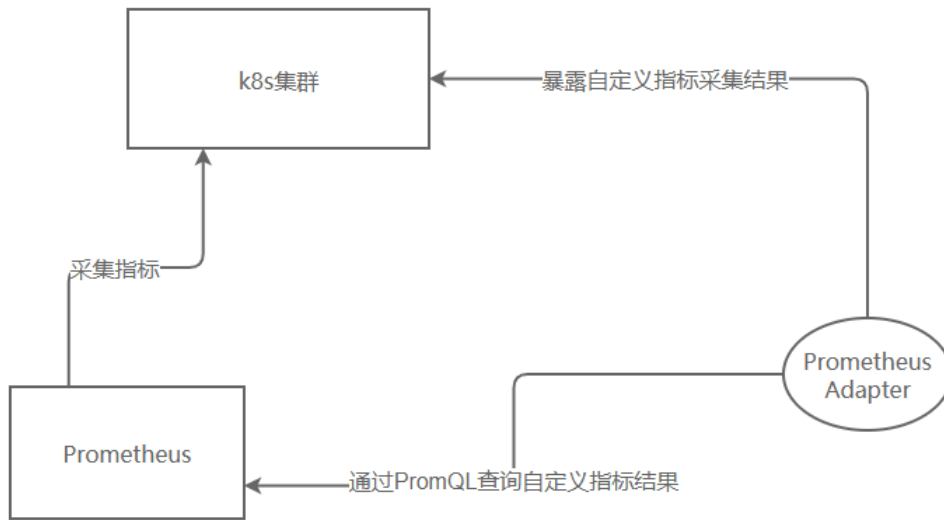 k8s集群
暴露自定义指标采集结果
采集指标
Prometheus
Adapter
Prometheus
通过PromQL查询自定义指标结果